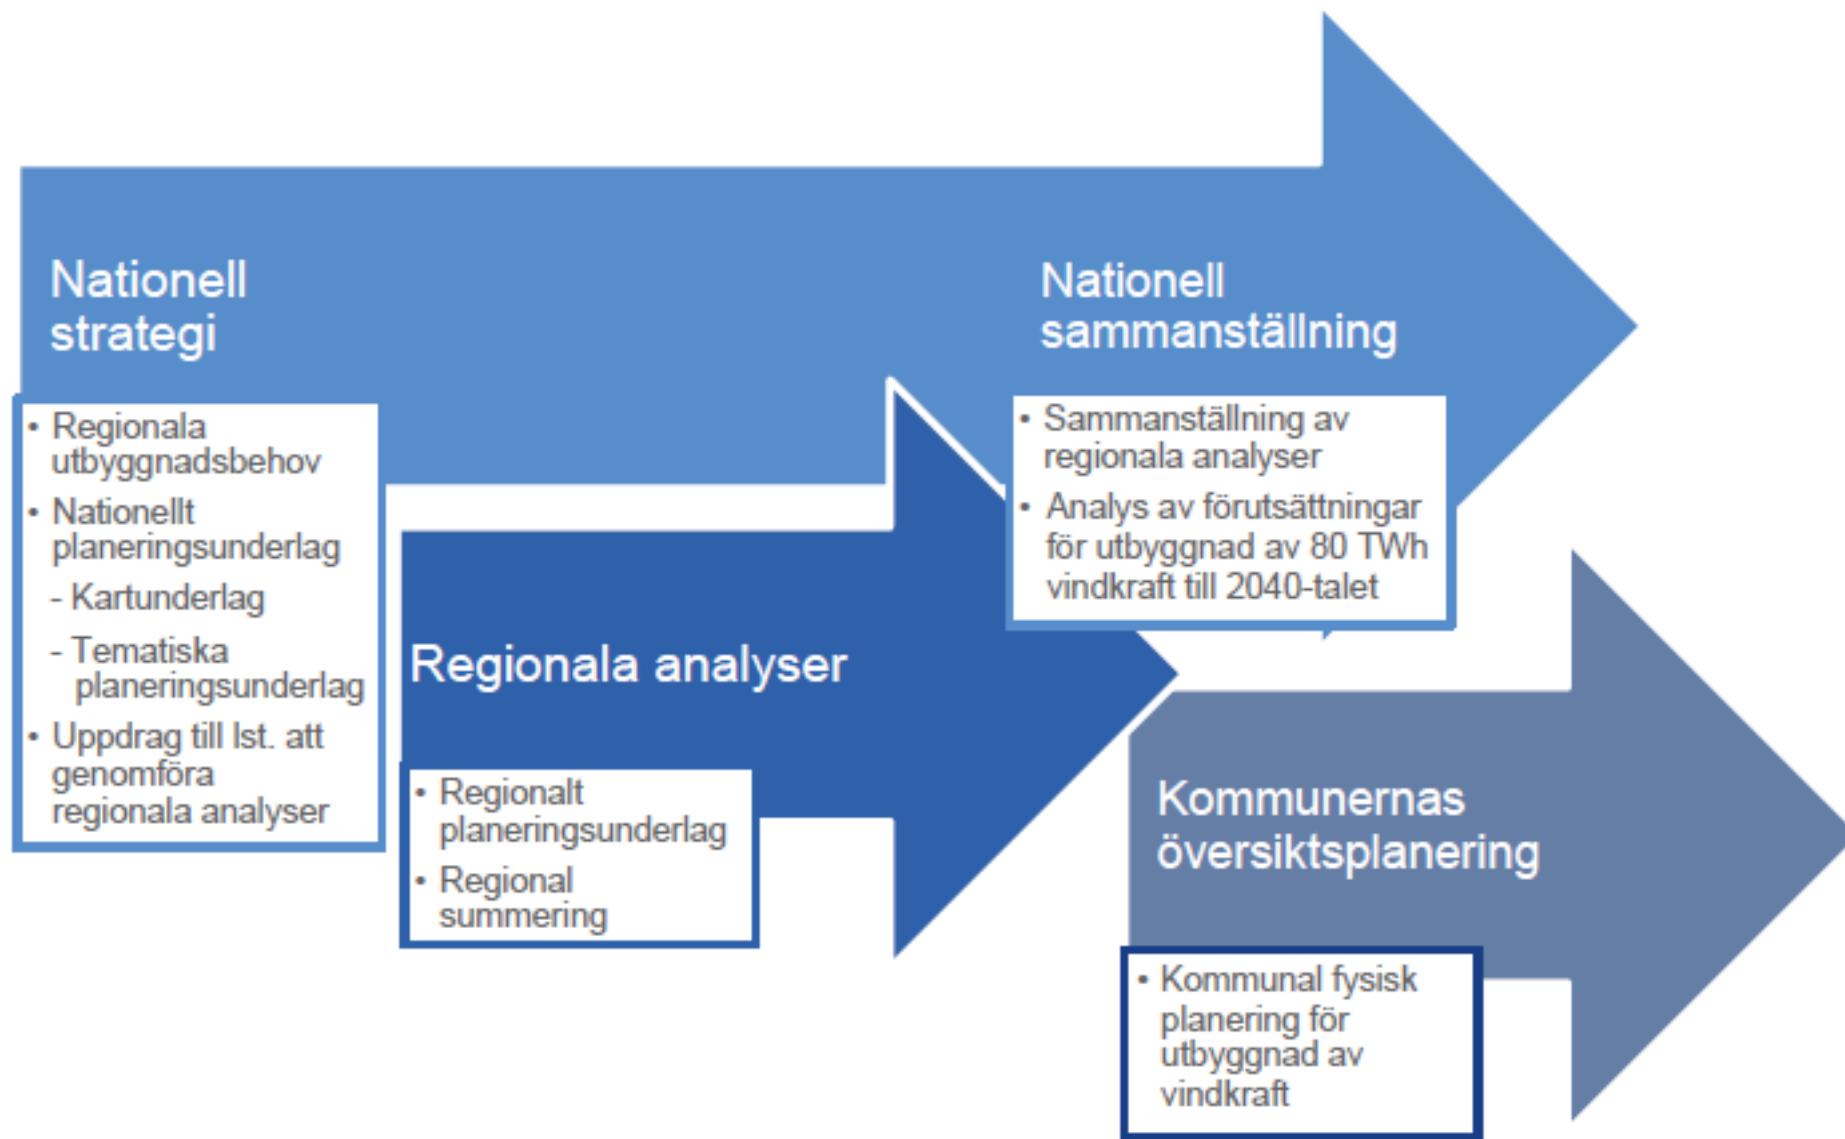 Nationell
strategi
• Regionala
utbyggnadsbehov
• Nationellt
planeringsunderlag
- Kartunderlag
- Tematiska
planeringsunderlag
• Uppdrag till lst. att
genomföra
regionala analyser
Regionala analyser
• Regionalt
planeringsunderlag
• Regional
summering
Nationell
sammanställning
• Sammanställning av
regionala analyser
• Analys av förutsättningar
för utbyggnad av 80 TWh
vindkraft till 2040-talet
Kommunernas
översiktsplanering
• Kommunal fysisk
planering för
utbyggnad av
vindkraft